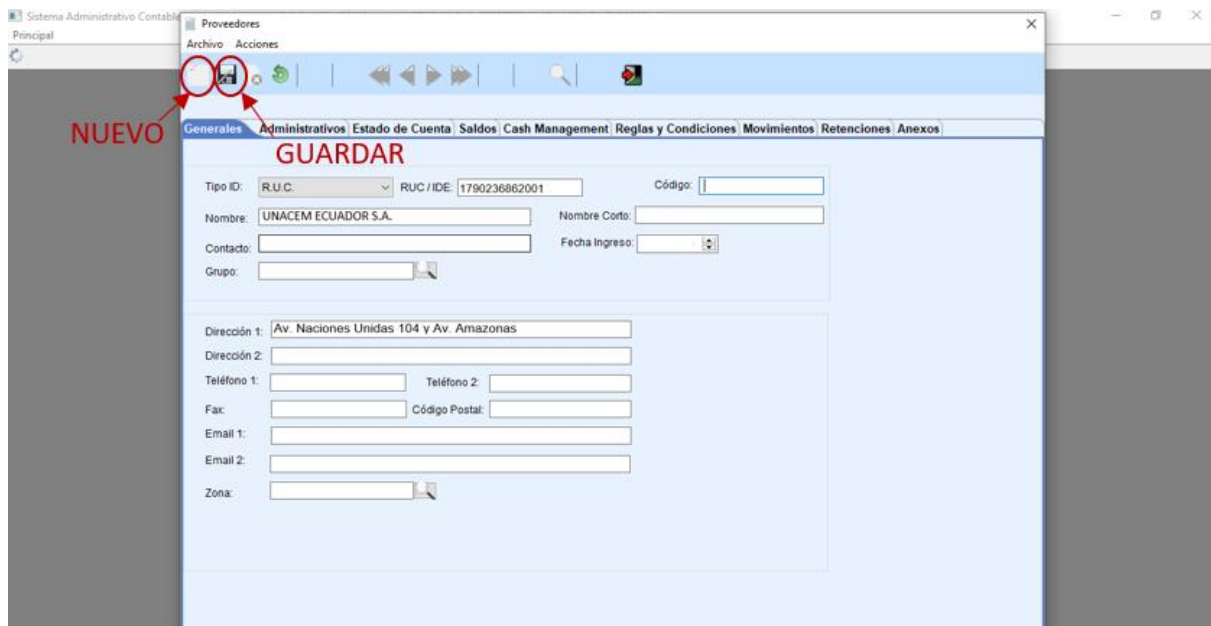 Sistema Administrativo Contable
Principal
Proveedores
Archivo Acciones
NUEVO
GUARDAR
Generales Administrativos Estado de Cuenta Saldos Cash Management Reglas y Condiciones Movimientos Retenciones Anexos
Tipo ID: R.U.C. RUC / IDE: 1790236862001 Código:
Nombre: UNACEM ECUADOR S.A. Nombre Corto:
Contacto: Fecha Ingreso:
Grupo:
Dirección 1: Av. Naciones Unidas 104 y Av. Amazonas
Dirección 2:
Teléfono 1: Teléfono 2:
Fax: Código Postal:
Email 1:
Email 2:
Zona: